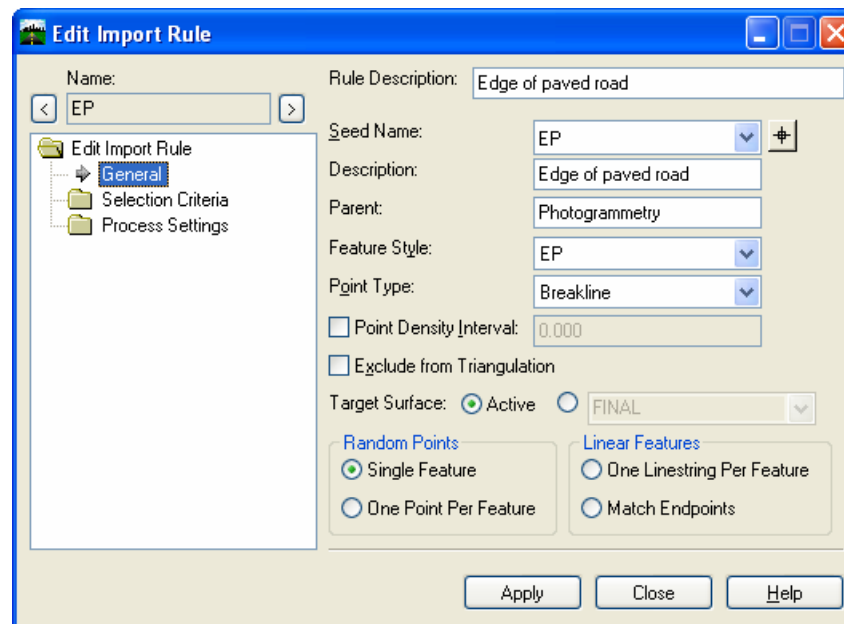 Edit Import Rule
Name:
< EP >
Edit Import Rule
General
Selection Criteria
Process Settings
Rule Description: Edge of paved road
Seed Name: EP
Description: Edge of paved road
Parent: Photogrammetry
Feature Style: EP
Point Type: Breakline
Point Density Interval: 0.000
Exclude from Triangulation
Target Surface: Active FINAL
Random Points
Single Feature
One Point Per Feature
Linear Features
One Linestring Per Feature
Match Endpoints
Apply Close Help